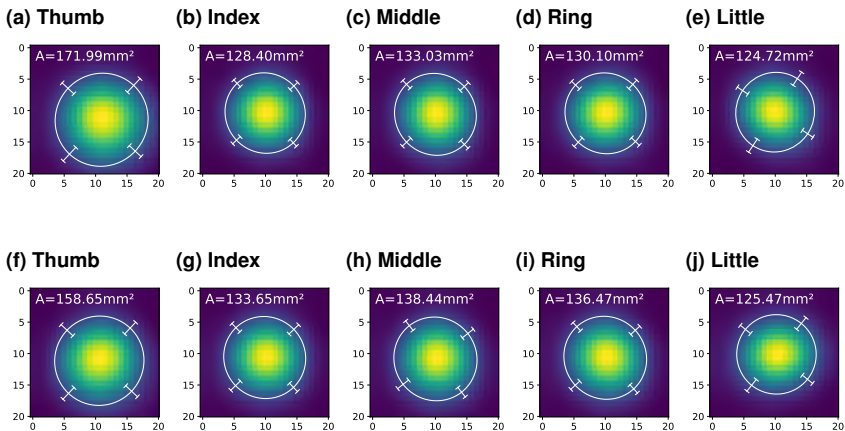 (a) Thumb (b) Index (c) Middle (d) Ring (e) Little
A=171.99mm² A=128.40mm² A=133.03mm² A=130.10mm² A=124.72mm²
0 0 0 0 0
5 5 5 5 5
10 10 10 10 10
15 15 15 15 15
20 20 20 20 20
0 5 10 15 20 0 5 10 15 20 0 5 10 15 20 0 5 10 15 20 0 5 10 15 20
(f) Thumb (g) Index (h) Middle (i) Ring (j) Little
A=158.65mm² A=133.65mm² A=138.44mm² A=136.47mm² A=125.47mm²
0 0 0 0 0
5 5 5 5 5
10 10 10 10 10
15 15 15 15 15
20 20 20 20 20
0 5 10 15 20 0 5 10 15 20 0 5 10 15 20 0 5 10 15 20 0 5 10 15 20